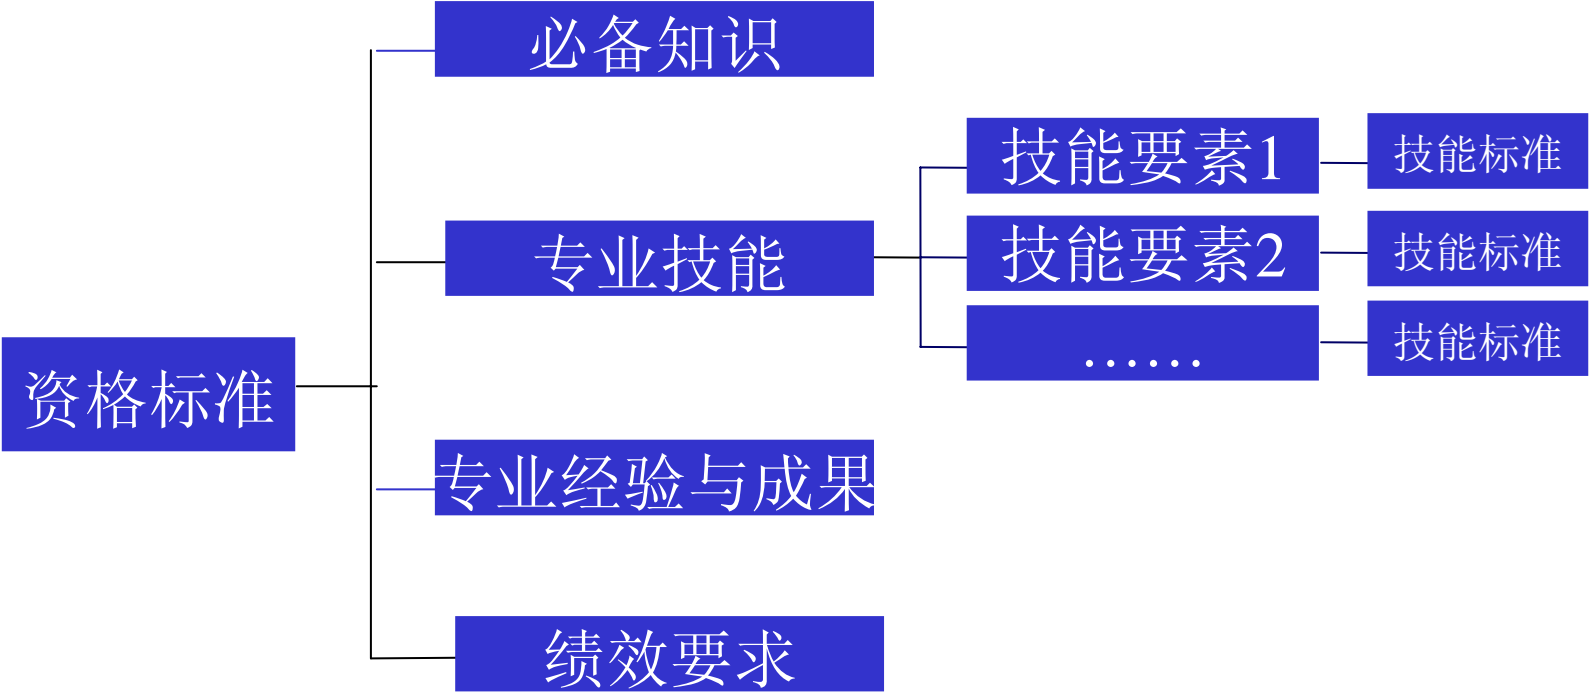 必备知识
技能要素1
技能标准
专业技能
技能要素2
技能标准
......
技能标准
资格标准
专业经验与成果
绩效要求